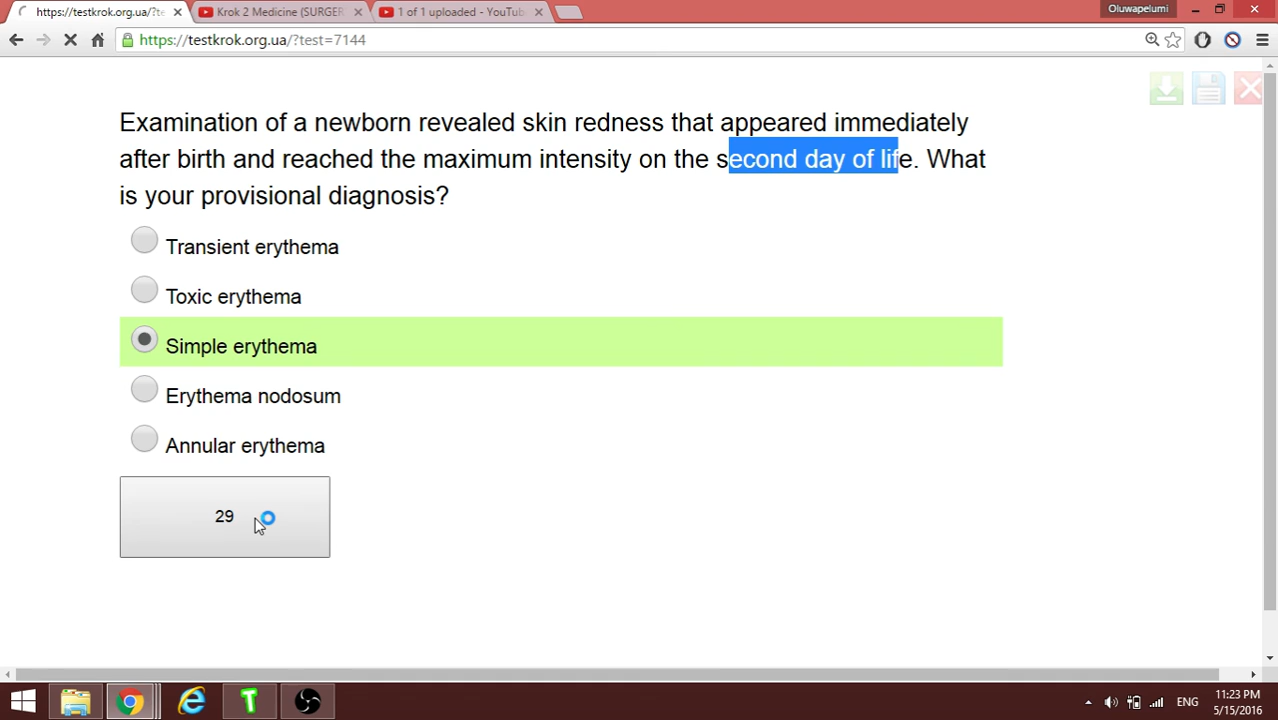 https://testkrok.org.ua/?te
Krok 2 Medicine (SURGER
1 of 1 uploaded - YouTub
Oluwapelumi
https://testkrok.org.ua/?test=7144
Examination of a newborn revealed skin redness that appeared immediately
after birth and reached the maximum intensity on the second day of life. What
is your provisional diagnosis?
Transient erythema
Toxic erythema
Simple erythema
Erythema nodosum
Annular erythema
29
ENG
11:23 PM
5/15/2016